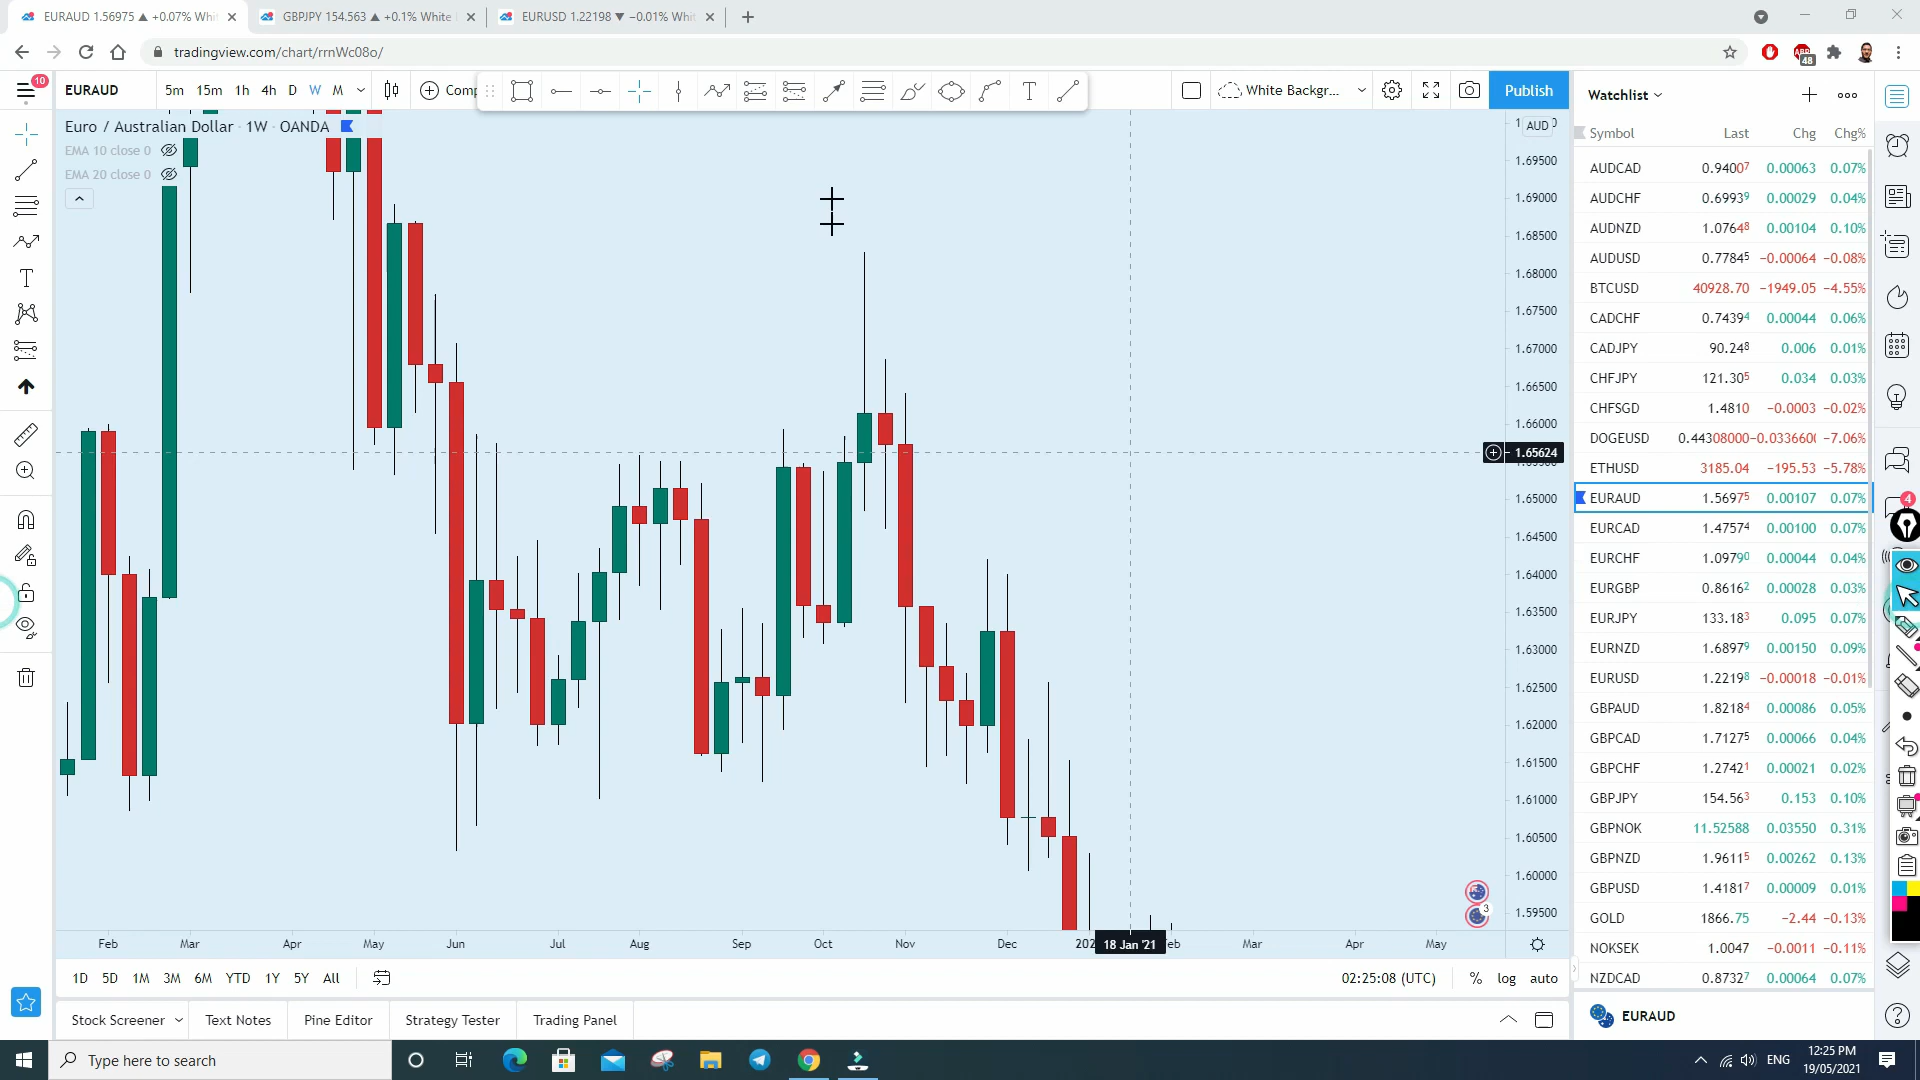 EURAUD 1.56975 ▲ +0.07% Whi
GBPJPY 154.563 ▲ +0.1% White
EURUSD 1.22198 ▼ −0.01% Whit
tradingview.com/chart/rrnWc08o/
48
10
EURAUD
5m 15m 1h 4h D W M
Comp
White Backgr...
Publish
Euro / Australian Dollar · 1W · OANDA
EMA 10 close 0
EMA 20 close 0
AUD
1.69500
1.69000
1.68500
1.68000
1.67500
1.67000
1.66500
1.66000
1.65624
1.65000
1.64500
1.64000
1.63500
1.63000
1.62500
1.62000
1.61500
1.61000
1.60500
1.60000
1.59500
3
Feb Mar Apr May Jun Jul Aug Sep Oct Nov Dec 202 18 Jan '21 Feb Mar Apr May
1D 5D 1M 3M 6M YTD 1Y 5Y All
02:25:08 (UTC) % log auto
Stock Screener Text Notes Pine Editor Strategy Tester Trading Panel
Watchlist
Symbol Last Chg Chg%
AUDCAD 0.94007 0.00063 0.07%
AUDCHF 0.69939 0.00029 0.04%
AUDNZD 1.07648 0.00104 0.10%
AUDUSD 0.77845 −0.00064 −0.08%
BTCUSD 40928.70 −1949.05 −4.55%
CADCHF 0.74394 0.00044 0.06%
CADJPY 90.248 0.006 0.01%
CHFJPY 121.305 0.034 0.03%
CHFSGD 1.4810 −0.0003 −0.02%
DOGEUSD 0.44308000 −0.0336600 −7.06%
ETHUSD 3185.04 −195.53 −5.78%
EURAUD 1.56975 0.00107 0.07%
EURCAD 1.47574 0.00100 0.07%
EURCHF 1.09790 0.00044 0.04%
EURGBP 0.86162 0.00028 0.03%
EURJPY 133.183 0.095 0.07%
EURNZD 1.68979 0.00150 0.09%
EURUSD 1.22198 −0.00018 −0.01%
GBPAUD 1.82184 0.00086 0.05%
GBPCAD 1.71275 0.00066 0.04%
GBPCHF 1.27421 0.00021 0.02%
GBPJPY 154.563 0.153 0.10%
GBPNOK 11.52588 0.03550 0.31%
GBPNZD 1.96115 0.00262 0.13%
GBPUSD 1.41817 0.00009 0.01%
GOLD 1866.75 −2.44 −0.13%
NOKSEK 1.0047 −0.0011 −0.11%
NZDCAD 0.87327 0.00064 0.07%
EURAUD
4
Type here to search
ENG
12:25 PM
19/05/2021